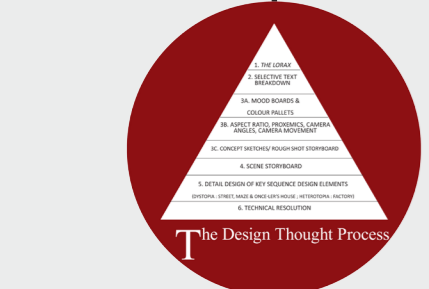 1. THE LORAX
2. SELECTIVE TEXT
BREAKDOWN
3A. MOOD BOARDS &
COLOUR PALLETS
3B. ASPECT RATIO, PROXEMICS, CAMERA
ANGLES, CAMERA MOVEMENT
3C. CONCEPT SKETCHES/ ROUGH SHOT STORYBOARD
4. SCENE STORYBOARD
5. DETAIL DESIGN OF KEY SEQUENCE DESIGN ELEMENTS
(DYSTOPIA : STREET, MAZE & ONCE-LER'S HOUSE ; HETEROTOPIA : FACTORY)
6. TECHNICAL RESOLUTION
The Design Thought Process